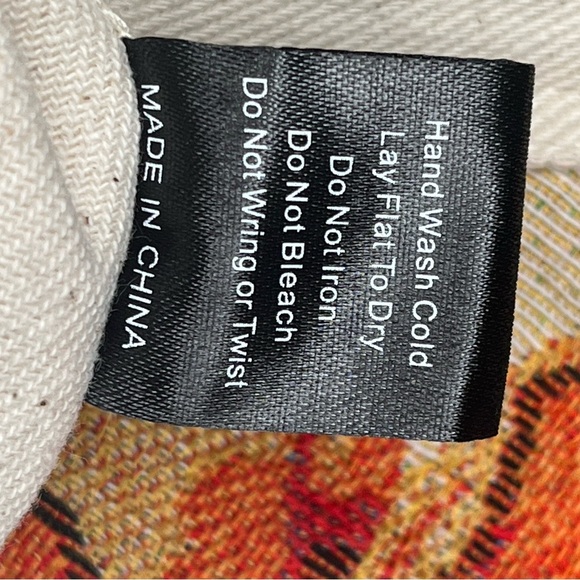 Hand Wash Cold
Lay Flat To Dry
Do Not Iron
Do Not Bleach
Do Not Wring or Twist
MADE IN CHINA